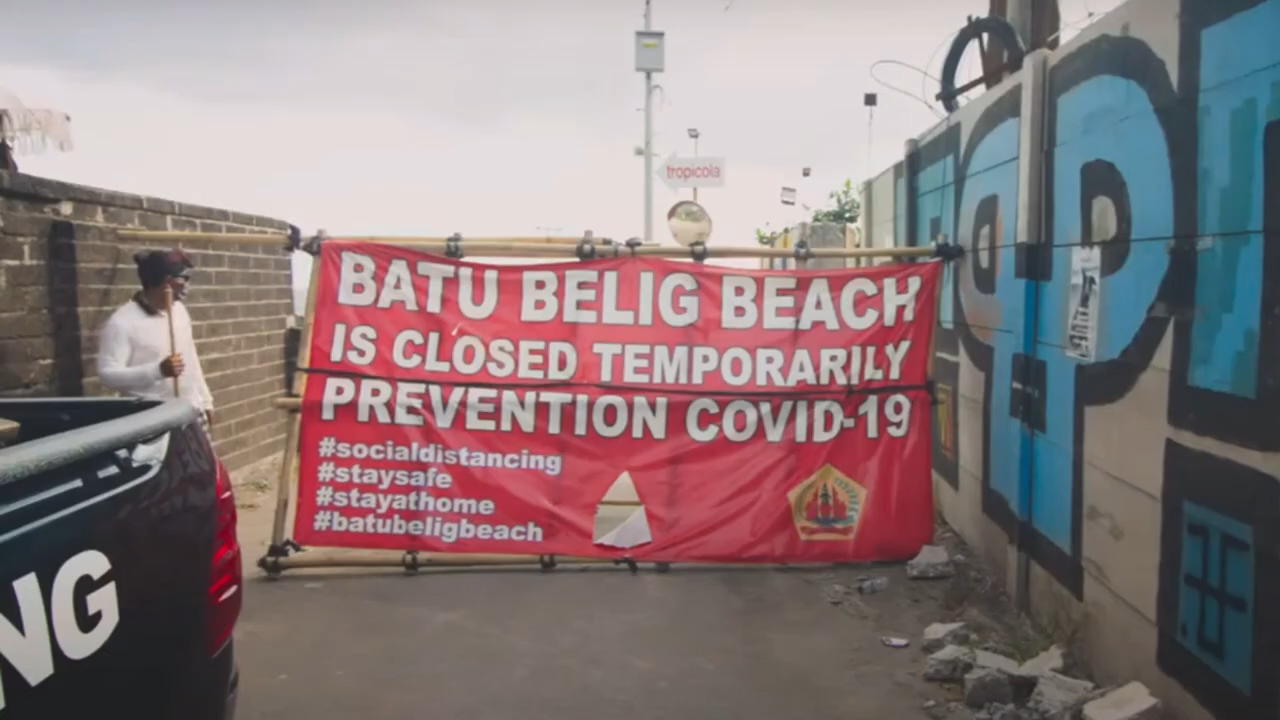 tropicola
BATU BELIG BEACH
IS CLOSED TEMPORARILY
PREVENTION COVID-19
#socialdistancing
#staysafe
#stayathome
#batubeligbeach
NG